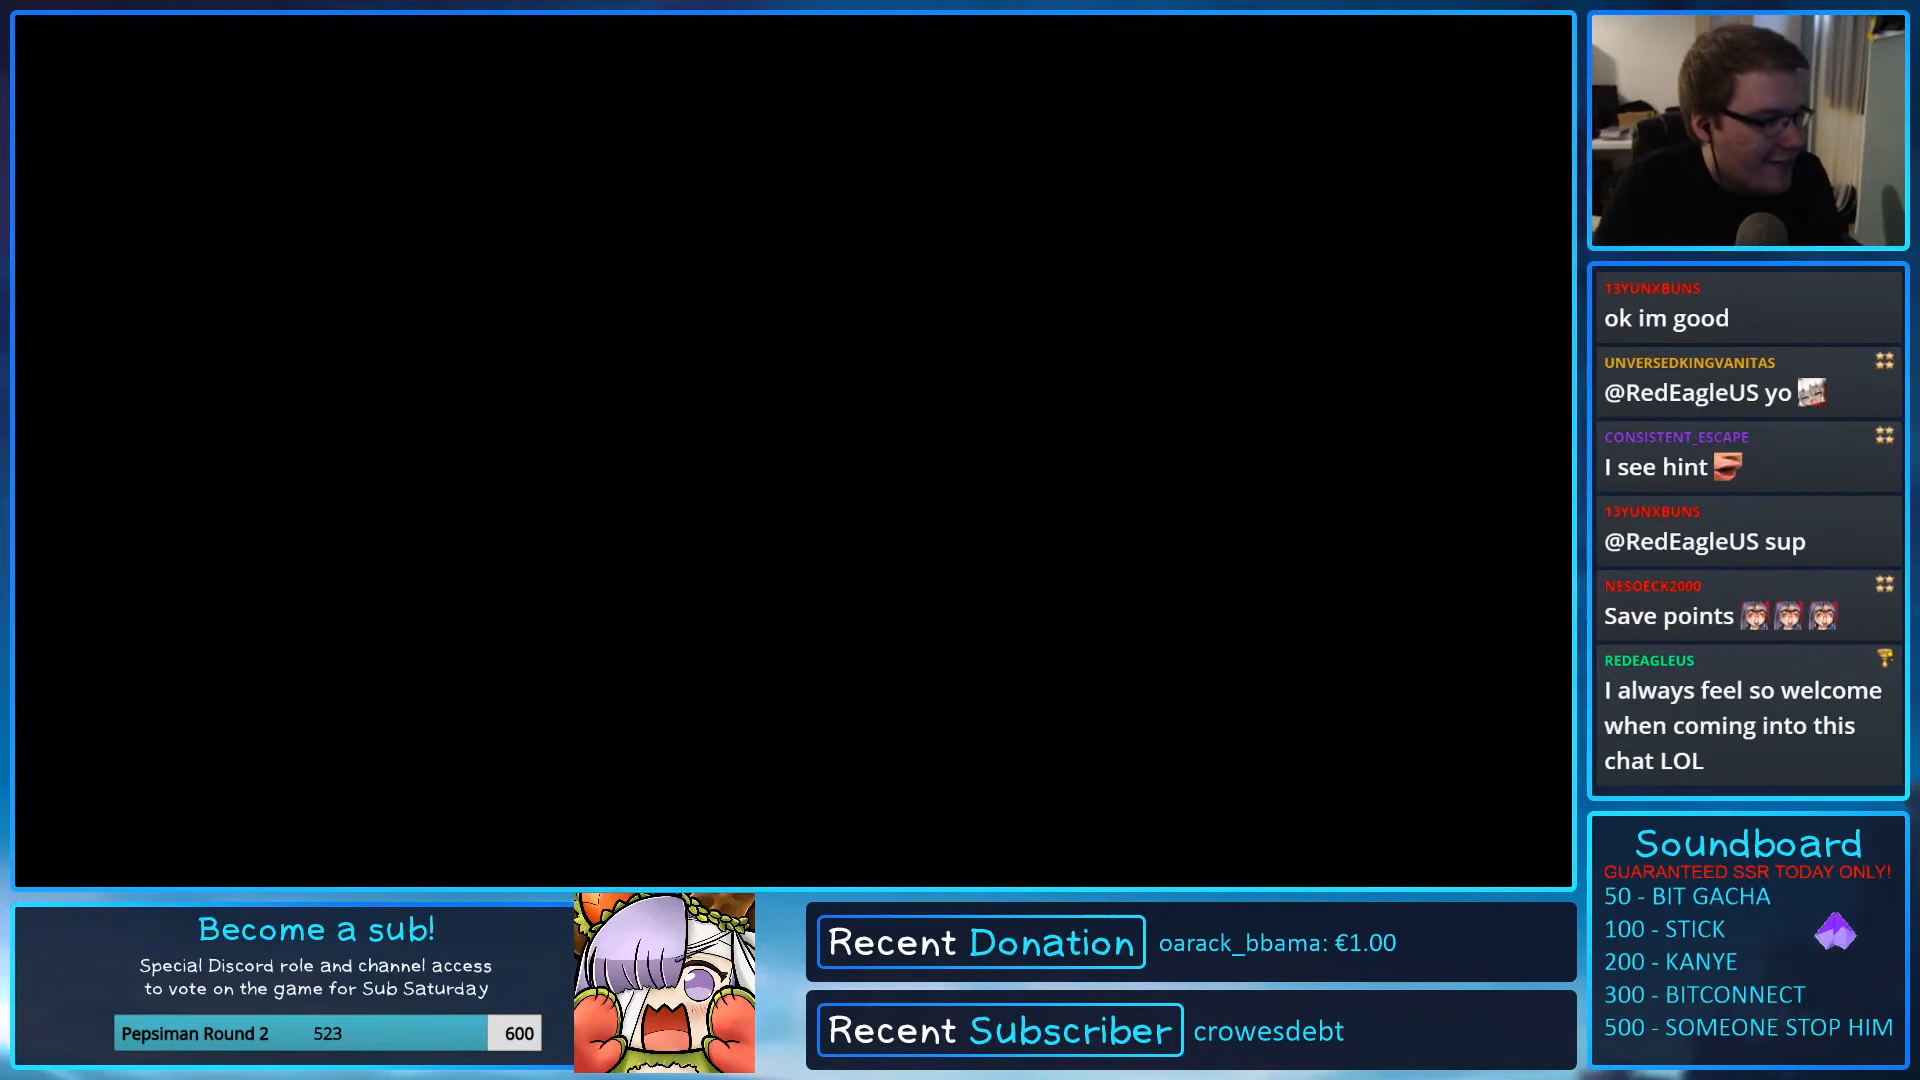 13YUNXBUNS
ok im good
UNVERSEDKINGVANITAS
@RedEagleUS yo
CONSISTENT_ESCAPE
I see hint
13YUNXBUNS
@RedEagleUS sup
NESOECK2000
Save points
REDEAGLEUS
I always feel so welcome
when coming into this
chat LOL
Soundboard
GUARANTEED SSR TODAY ONLY!
50 - BIT GACHA
100 - STICK
200 - KANYE
300 - BITCONNECT
500 - SOMEONE STOP HIM
Become a sub!
Special Discord role and channel access
to vote on the game for Sub Saturday
Pepsiman Round 2 523 600
Recent Donation oarack_bbama: €1.00
Recent Subscriber crowesdebt